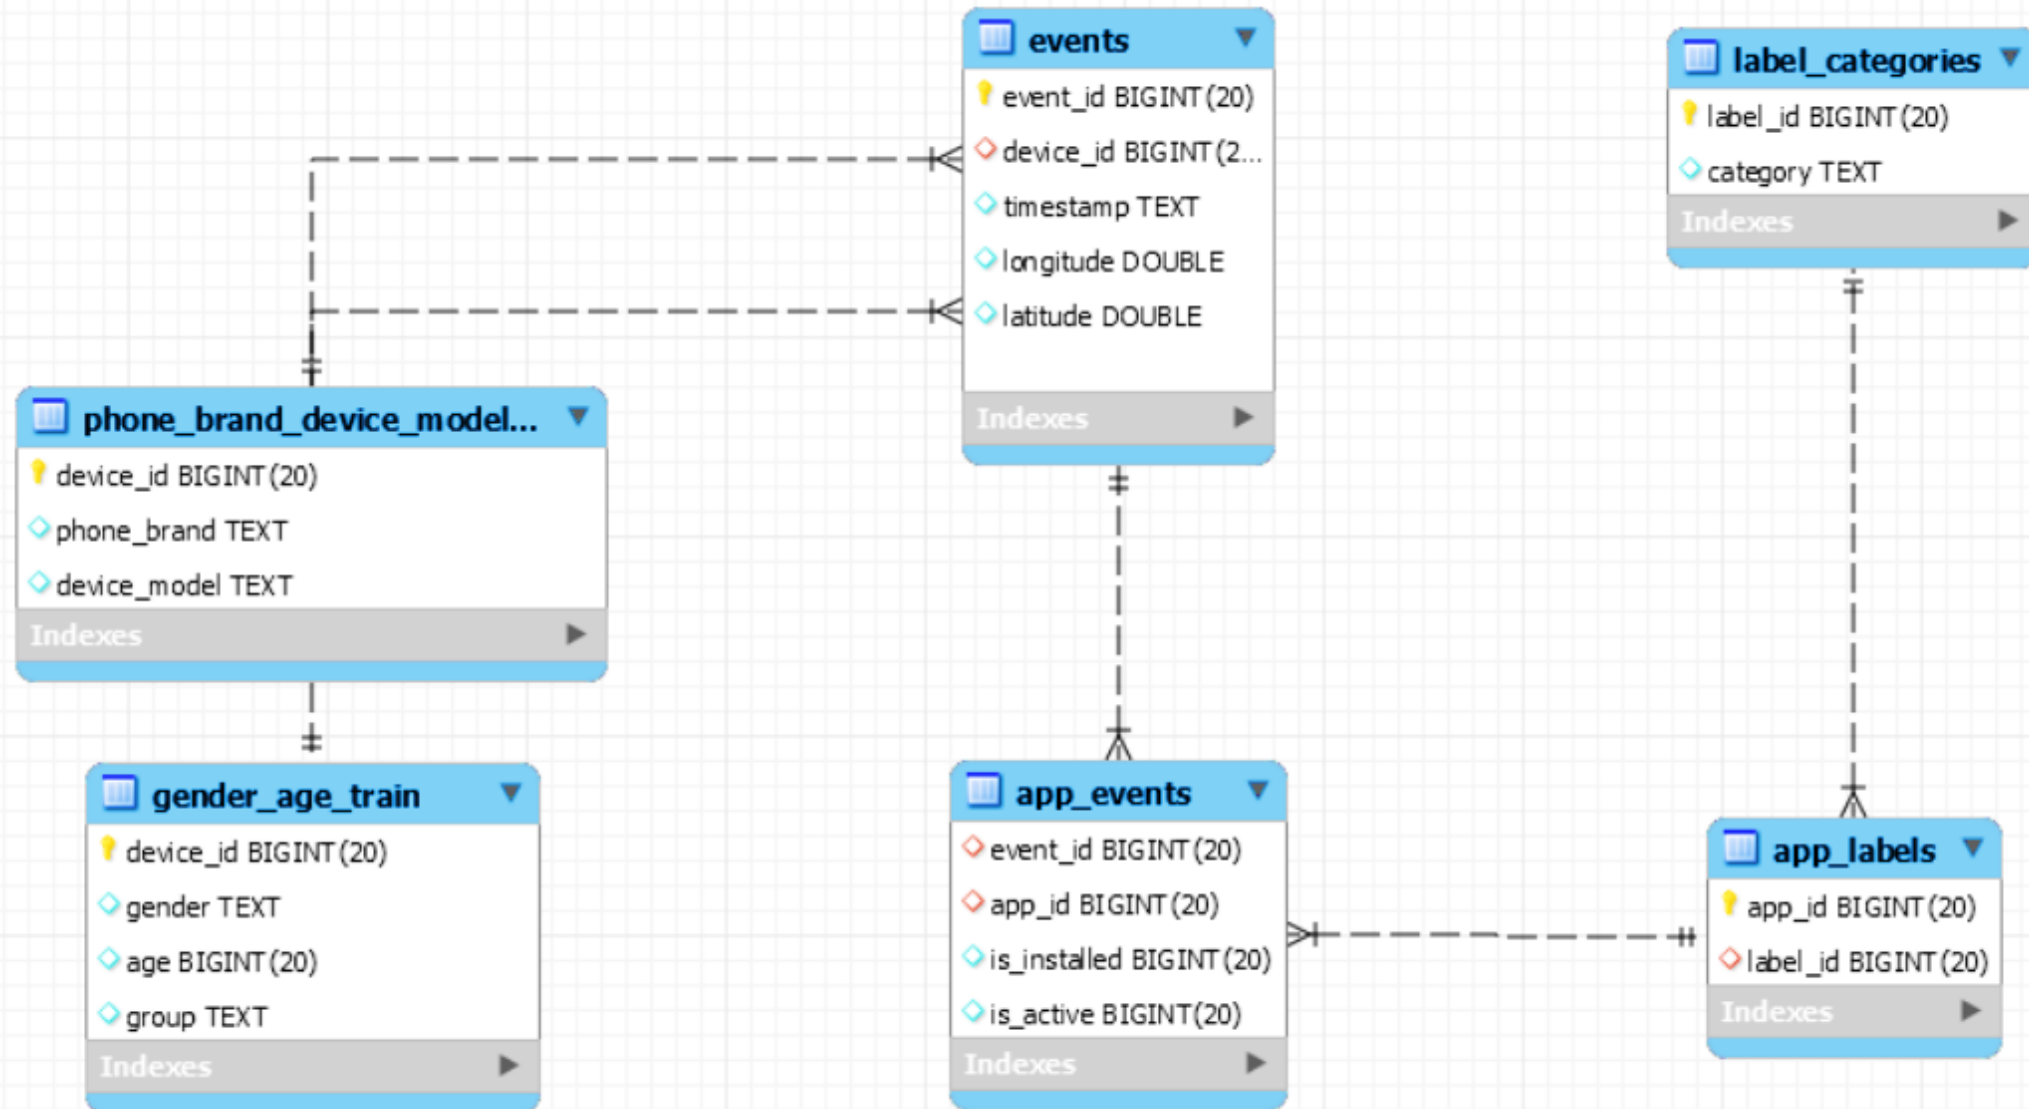 events
event_id BIGINT(20)
device_id BIGINT(2...
timestamp TEXT
longitude DOUBLE
latitude DOUBLE
Indexes
label_categories
label_id BIGINT(20)
category TEXT
Indexes
phone_brand_device_model...
device_id BIGINT(20)
phone_brand TEXT
device_model TEXT
Indexes
gender_age_train
device_id BIGINT(20)
gender TEXT
age BIGINT(20)
group TEXT
Indexes
app_events
event_id BIGINT(20)
app_id BIGINT(20)
is_installed BIGINT(20)
is_active BIGINT(20)
Indexes
app_labels
app_id BIGINT(20)
label_id BIGINT(20)
Indexes